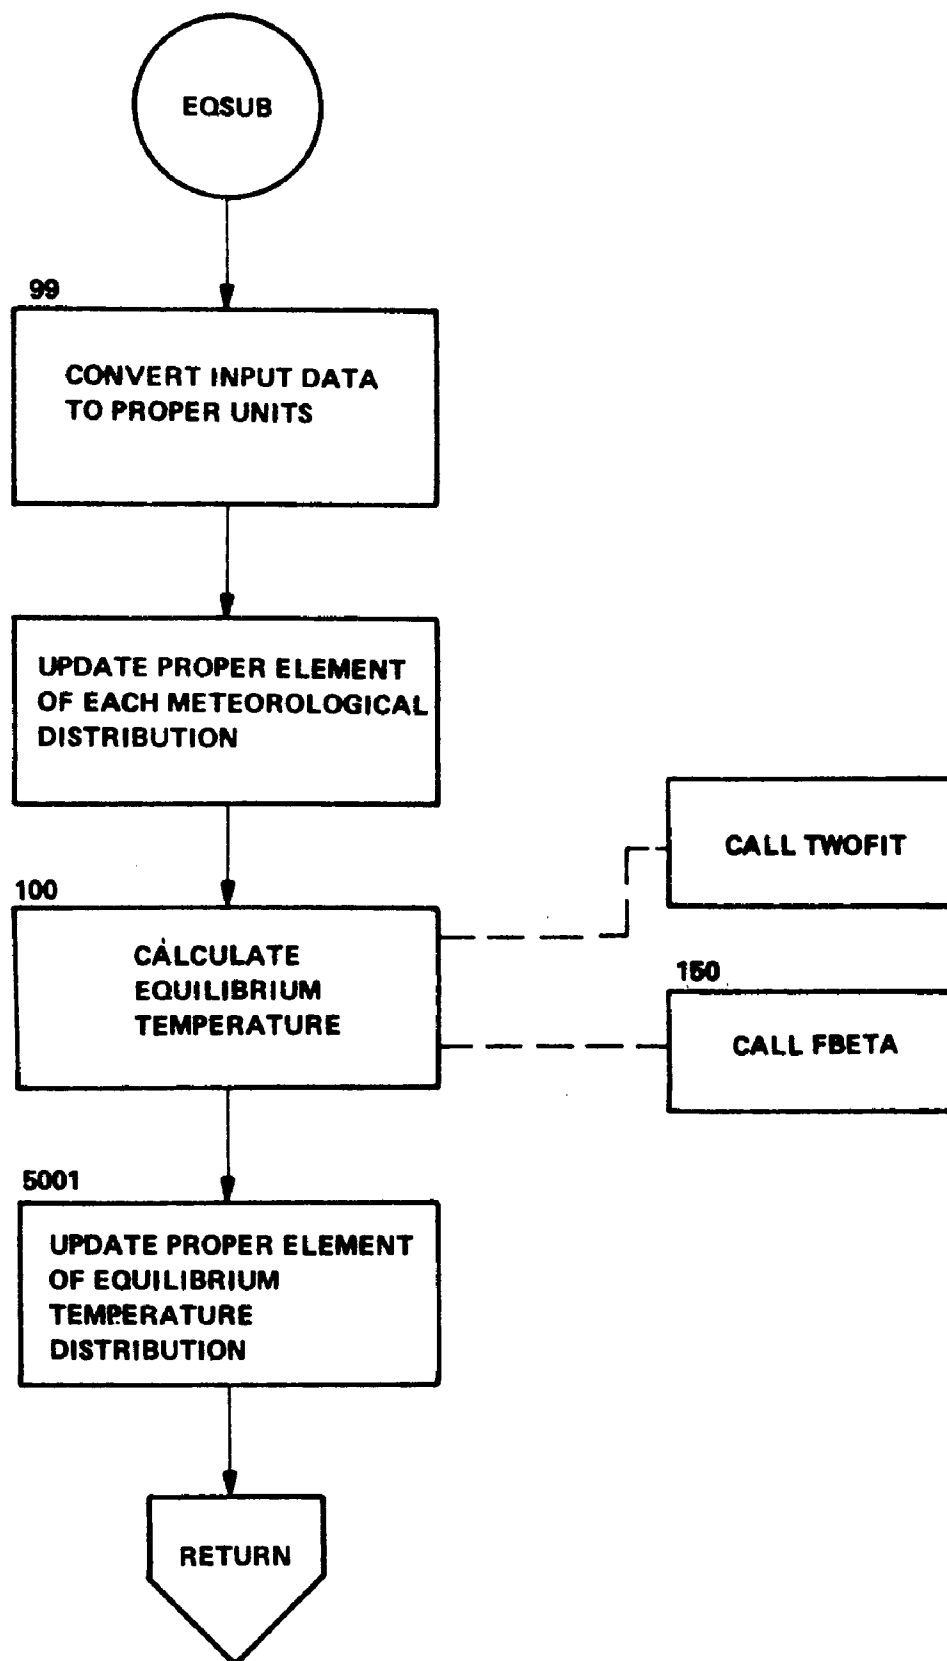 EQSUB
99
CONVERT INPUT DATA
TO PROPER UNITS
UPDATE PROPER ELEMENT
OF EACH METEOROLOGICAL
DISTRIBUTION
100
CALCULATE
EQUILIBRIUM
TEMPERATURE
CALL TWOFIT
150
CALL FBETA
5001
UPDATE PROPER ELEMENT
OF EQUILIBRIUM
TEMPERATURE
DISTRIBUTION
RETURN